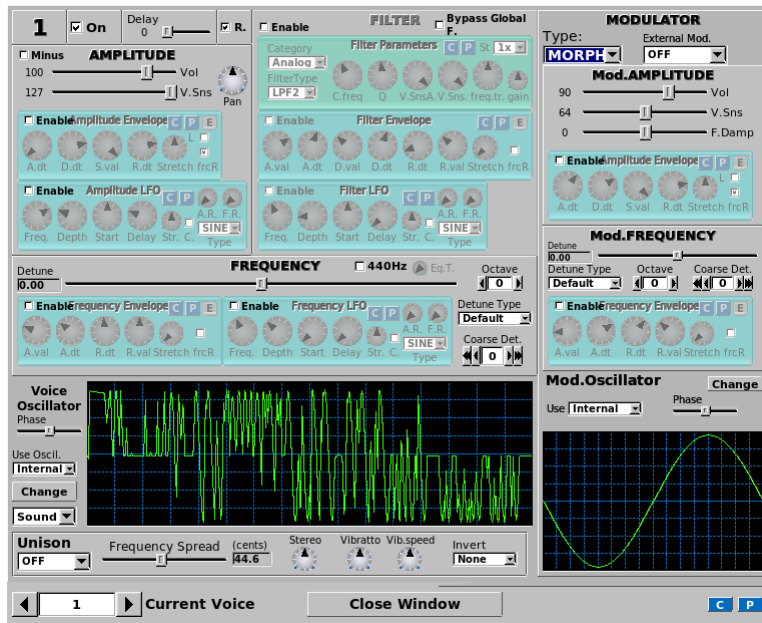 1
On
Delay
0
R.
Minus
AMPLITUDE
100
Vol
127
V.Sns
Pan
Enable
Amplitude Envelope
C P E
L
A.dt D.dt S.val R.dt Stretch frcR
Enable
Amplitude LFO
C P
A.R. F.R.
SINE
Freq. Depth Start Delay Str. C.
Type
Enable
FILTER
Bypass Global
F.
Category
Analog
Filter Parameters
C P St 1x
FilterType
LPF2
C.freq Q V.SnsA. V.Sns. freq.tr. gain
Enable
Filter Envelope
C P E
A.val A.dt D.val D.dt R.dt R.val Stretch frcR
Enable
Filter LFO
C P
A.R. F.R.
SINE
Freq. Depth Start Delay Str. C.
Type
FREQUENCY
440Hz
Eq.T.
Detune
0.00
Octave
0
Enable
Frequency Envelope
C P E
A.val A.dt R.dt R.val Stretch frcR
Enable
Frequency LFO
C P
A.R. F.R.
SINE
Freq. Depth Start Delay Str. C.
Type
Detune Type
Default
Coarse Det.
0
Voice
Oscillator
Phase
Use Oscil.
Internal
Change
Sound
Unison
OFF
Frequency Spread
(cents)
44.6
Stereo
Vibratto
Vib.speed
Invert
None
MODULATOR
Type:
MORPH
External Mod.
OFF
Mod.AMPLITUDE
90
Vol
64
V.Sns
0
F.Damp
Enable
Amplitude Envelope
C P E
L
A.dt D.dt S.val R.dt Stretch frcR
Mod.FREQUENCY
Detune
0.00
Detune Type
Default
Octave
0
Coarse Det.
0
Enable
Frequency Envelope
C P E
A.val A.dt R.dt R.val Stretch frcR
Mod.Oscillator
Change
Use Internal
Phase
1
Current Voice
Close Window
C P